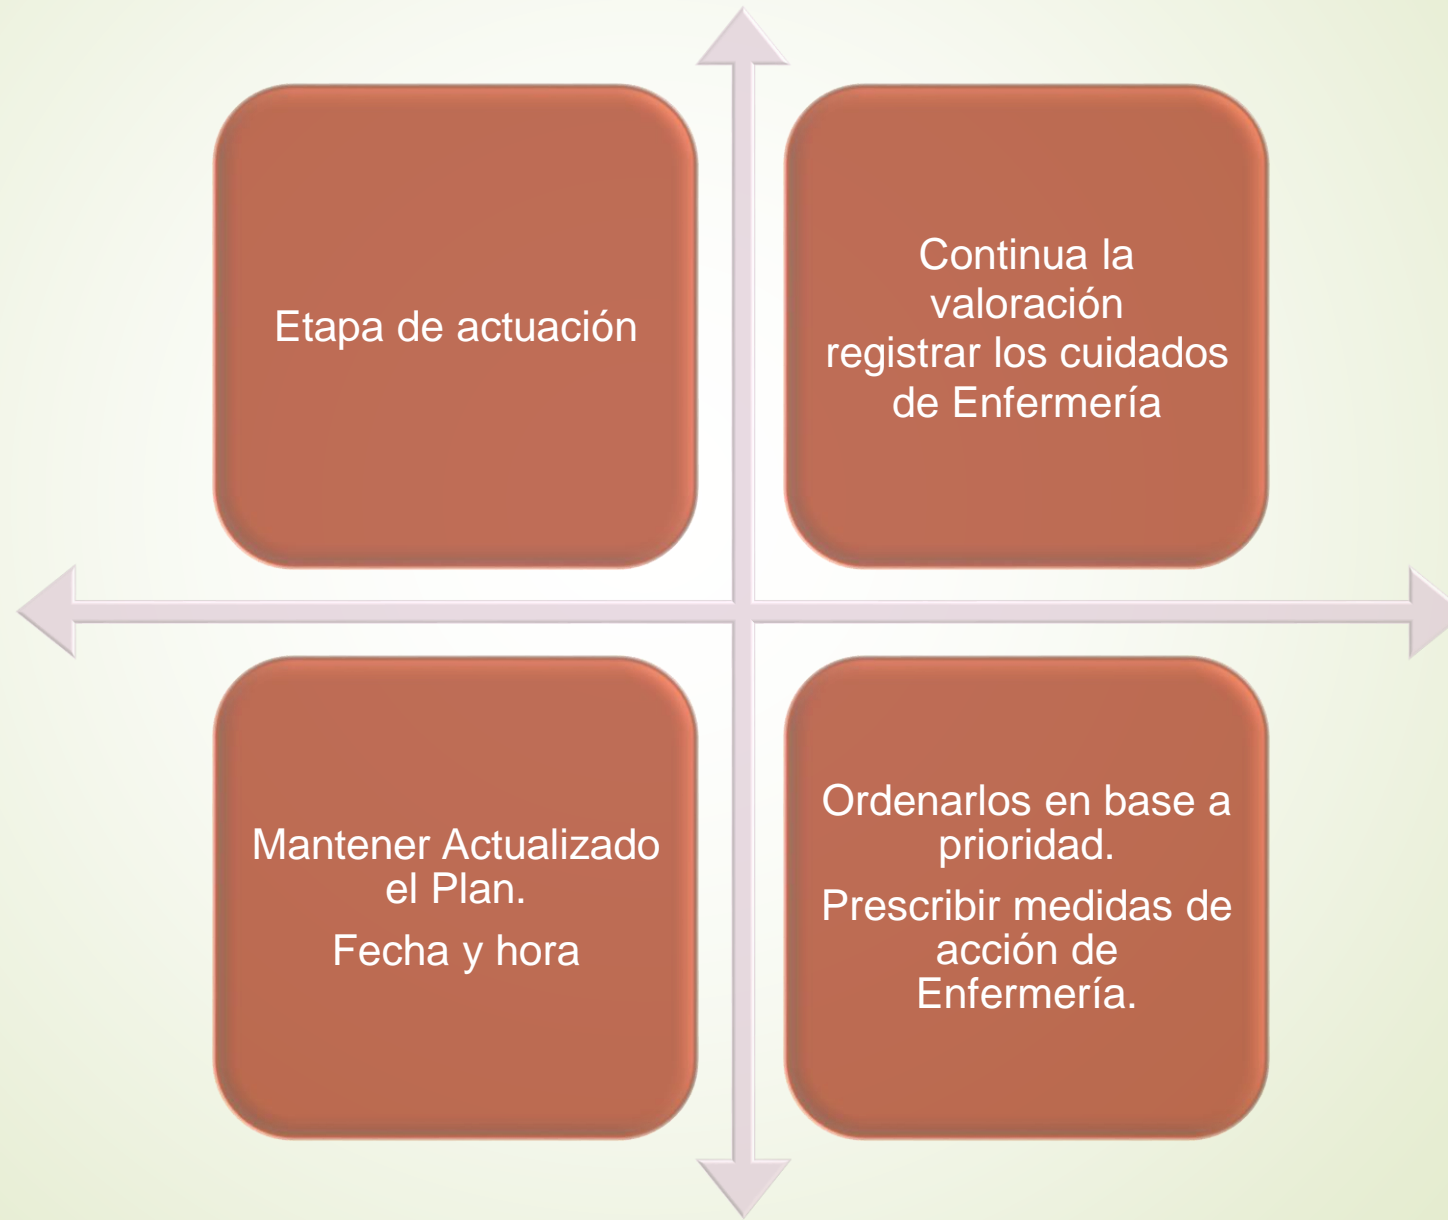 Etapa de actuación
Continua la
valoración
registrar los cuidados
de Enfermería
Mantener Actualizado
el Plan.
Fecha y hora
Ordenarlos en base a
prioridad.
Prescribir medidas de
acción de
Enfermería.